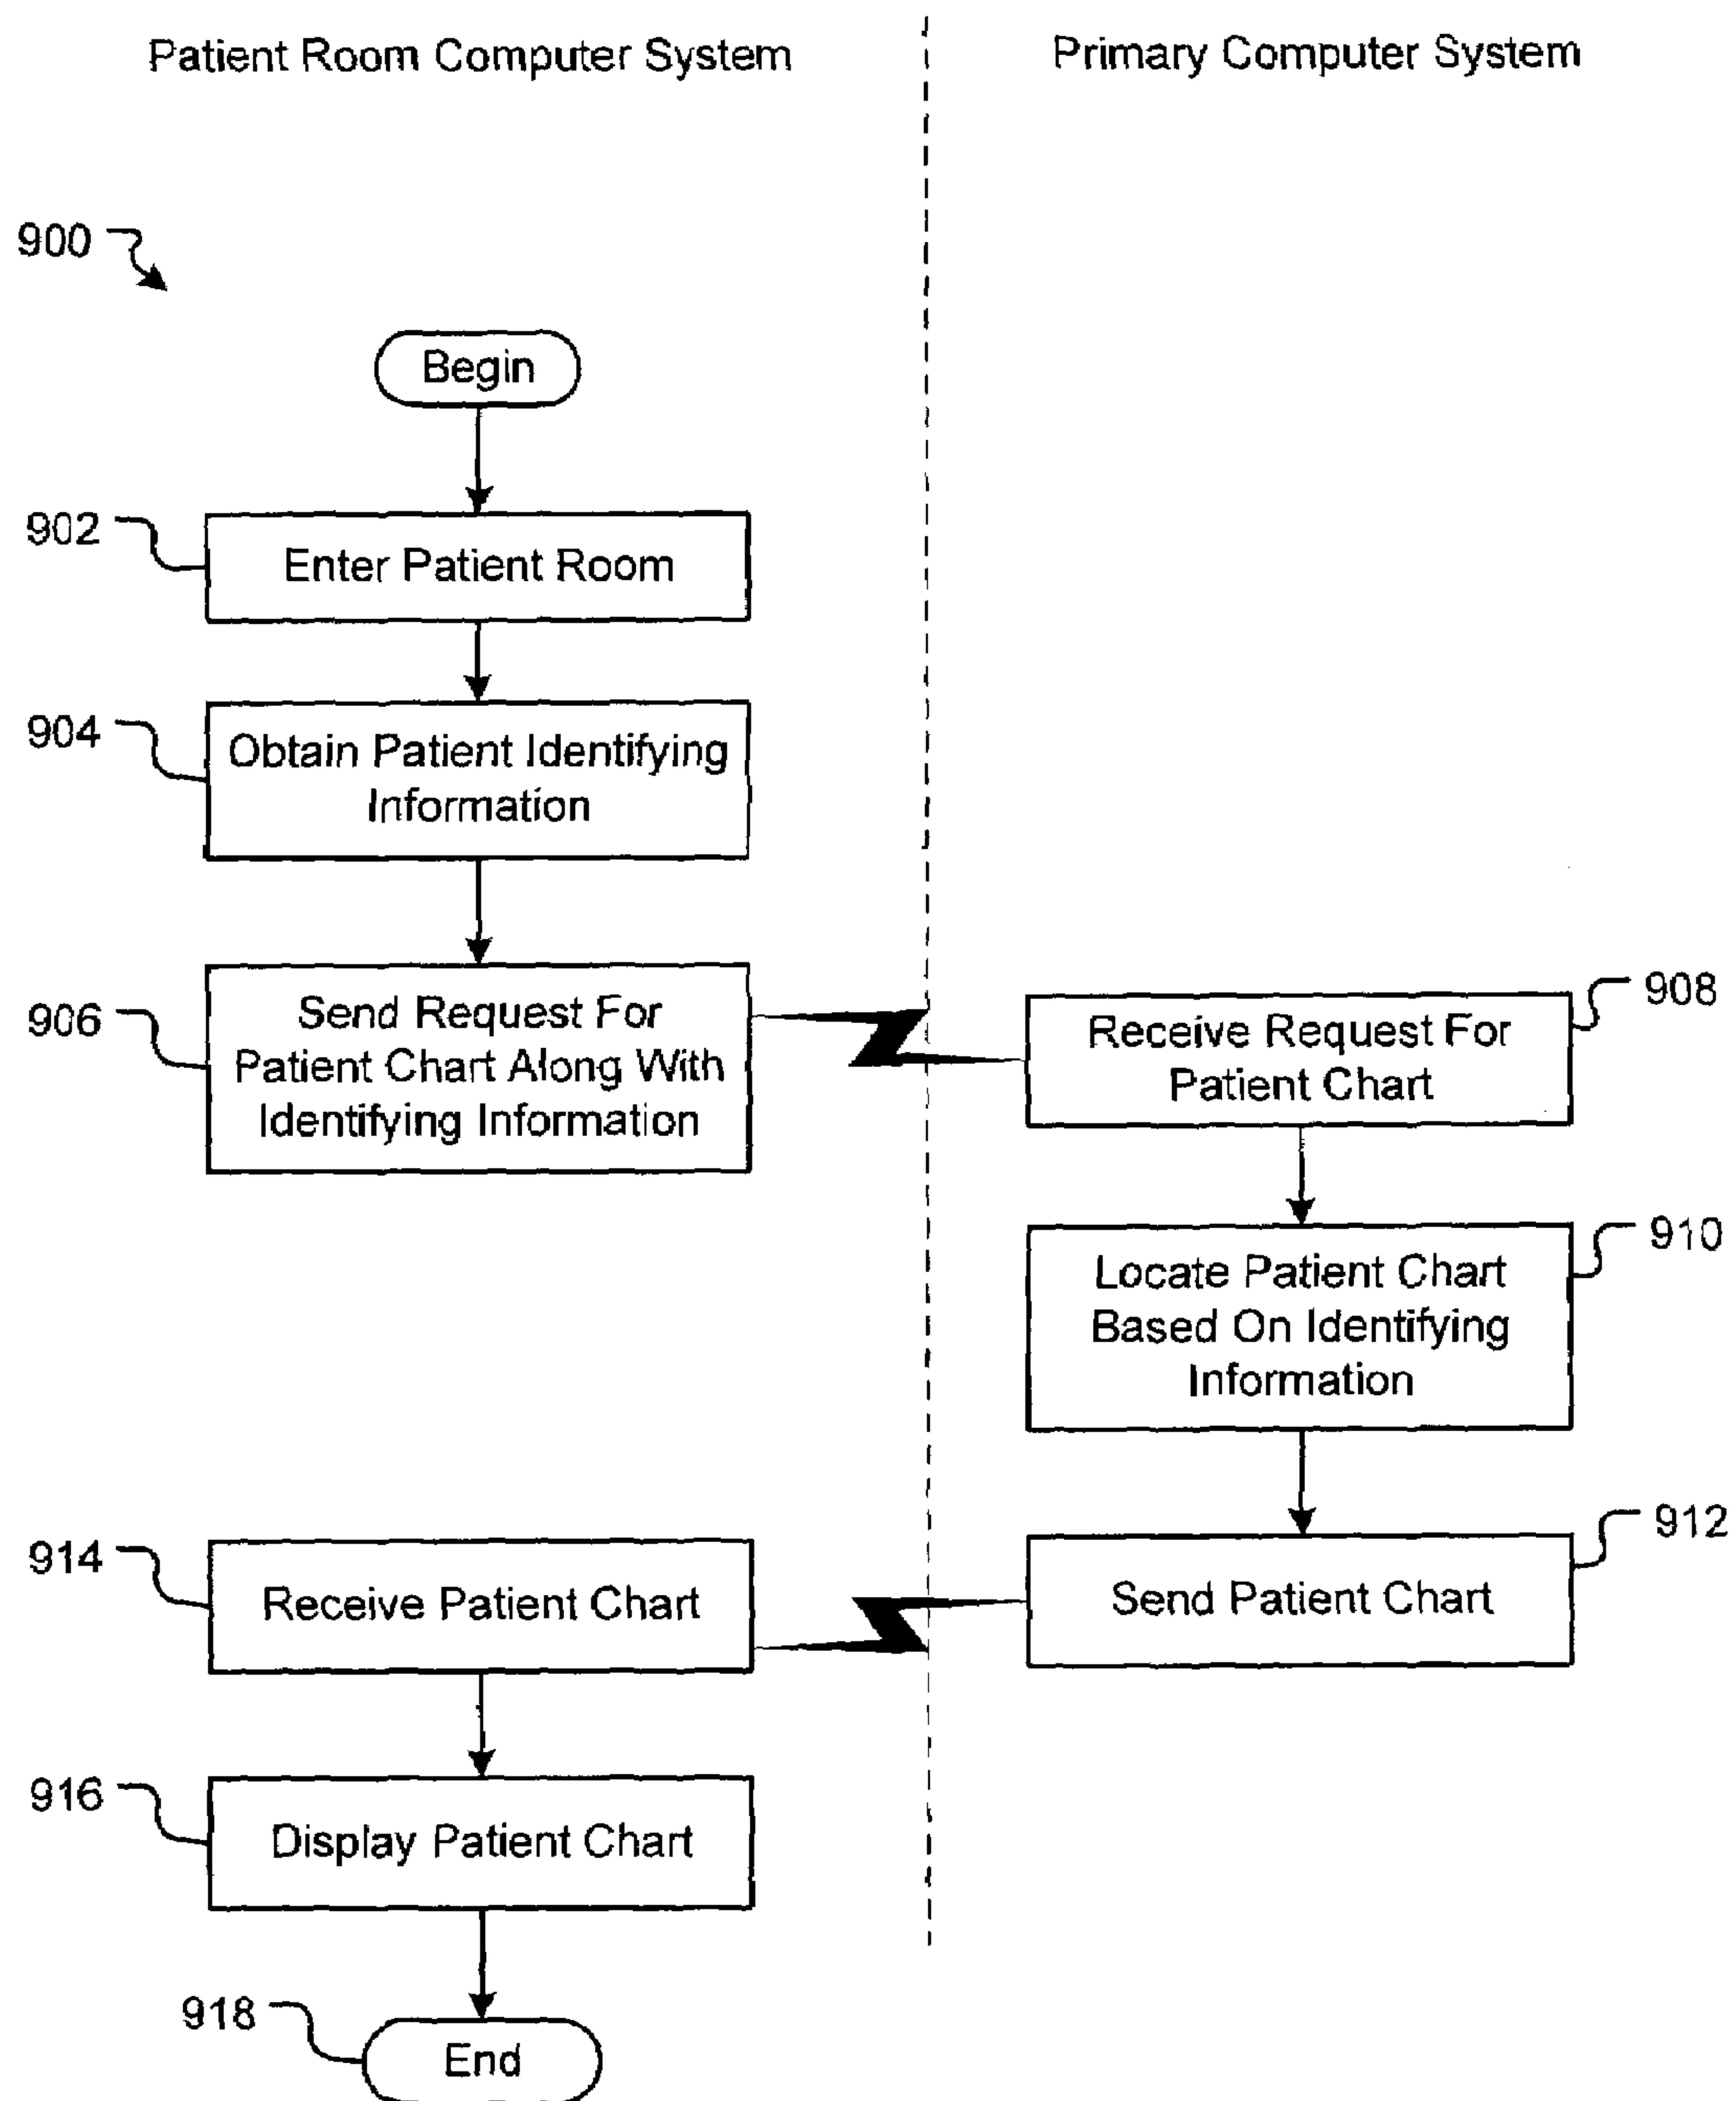 Patient Room Computer System
Primary Computer System
900
Begin
902
Enter Patient Room
904
Obtain Patient Identifying
Information
906
Send Request For
Patient Chart Along With
Identifying Information
908
Receive Request For
Patient Chart
910
Locate Patient Chart
Based On Identifying
Information
912
Send Patient Chart
914
Receive Patient Chart
916
Display Patient Chart
918
End